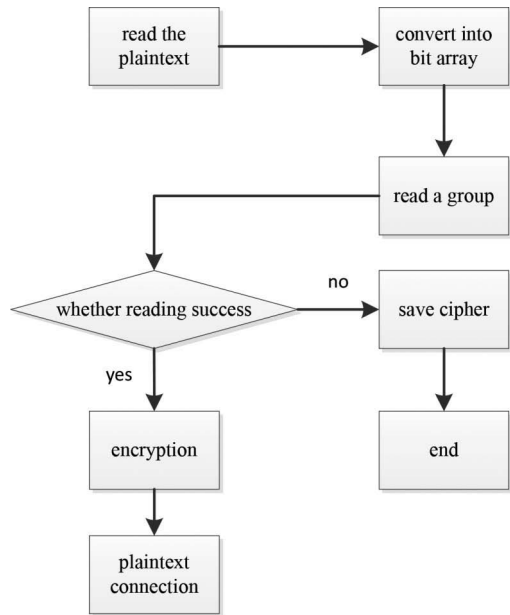 read the
plaintext
convert into
bit array
read a group
whether reading success
no
save cipher
yes
encryption
end
plaintext
connection